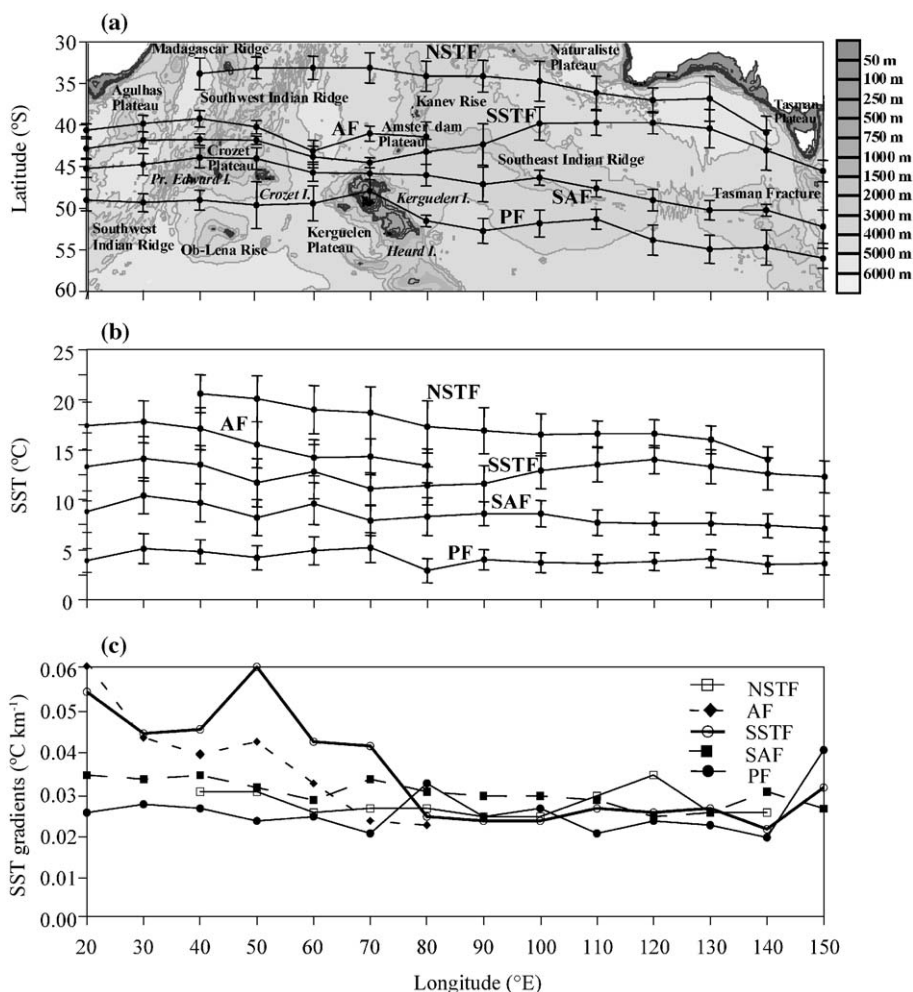 (a)
30
35
40
45
50
55
60
Latitude (°S)
Madagascar Ridge
NSTF
Naturaliste
Plateau
Agulhas
Plateau
Southwest Indian Ridge
Kanev Rise
Tasman
Plateau
AF
SSTF
Amster dam
Plateau
Crozet
Plateau
Southeast Indian Ridge
Pr. Edward I.
Crozet I.
Kerguelen I.
SAF
Tasman Fracture
Southwest
Indian Ridge
Ob-Lena Rise
Kerguelen
Plateau
Heard I.
PF
50 m
100 m
250 m
500 m
750 m
1000 m
1500 m
2000 m
3000 m
4000 m
5000 m
6000 m
(b)
25
20
15
10
5
0
SST (°C)
NSTF
AF
SSTF
SAF
PF
(c)
0.06
0.05
0.04
0.03
0.02
0.01
0.00
SST gradients (°C km⁻¹)
NSTF
AF
SSTF
SAF
PF
20 30 40 50 60 70 80 90 100 110 120 130 140 150
Longitude (°E)